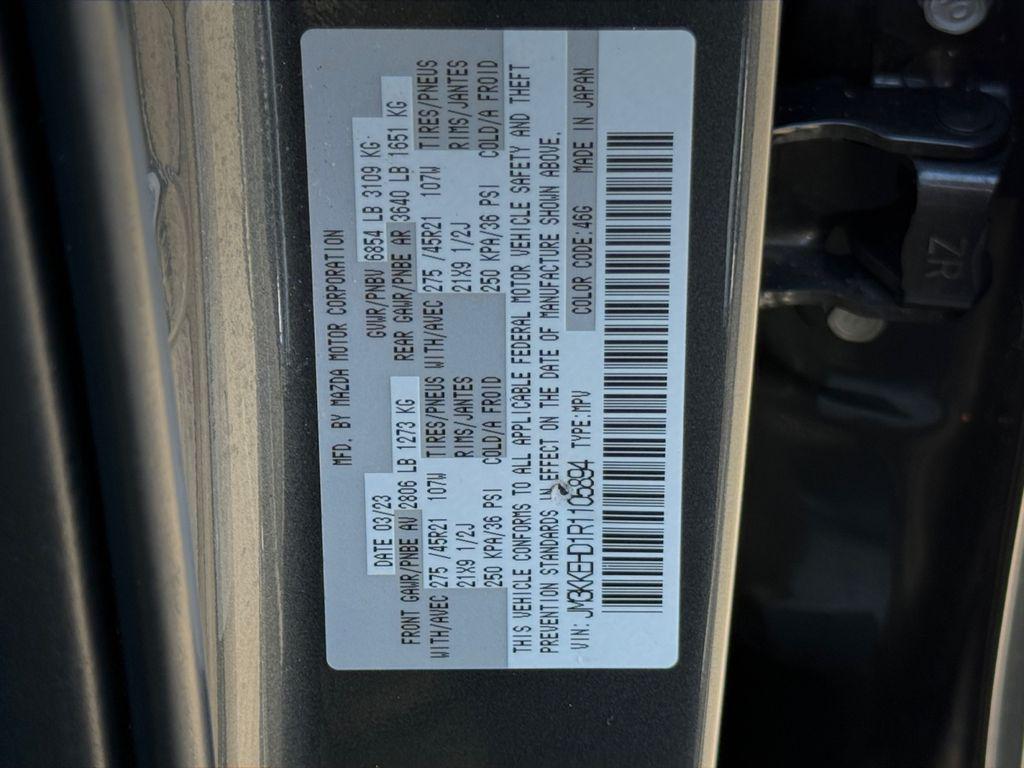 MFD. BY MAZDA MOTOR CORPORATION
DATE 03/23 GVWR/PNBV 6854 LB 3109 KG
FRONT GAWR/PNBE AV 2806 LB 1273 KG REAR GAWR/PNBE AR 3640 LB 1651 KG
WITH/AVEC 275 /45R21 107W TIRES/PNEUS WITH/AVEC 275 /45R21 107W TIRES/PNEUS
21X9 1/2J RIMS/JANTES 21X9 1/2J RIMS/JANTES
250 KPA/36 PSI COLD/A FROID 250 KPA/36 PSI COLD/A FROID
THIS VEHICLE CONFORMS TO ALL APPLICABLE FEDERAL MOTOR VEHICLE SAFETY AND THEFT
PREVENTION STANDARDS IN EFFECT ON THE DATE OF MANUFACTURE SHOWN ABOVE.
VIN: JM3KKEHD1R1105894 TYPE:MPV COLOR CODE:46G MADE IN JAPAN
ZR